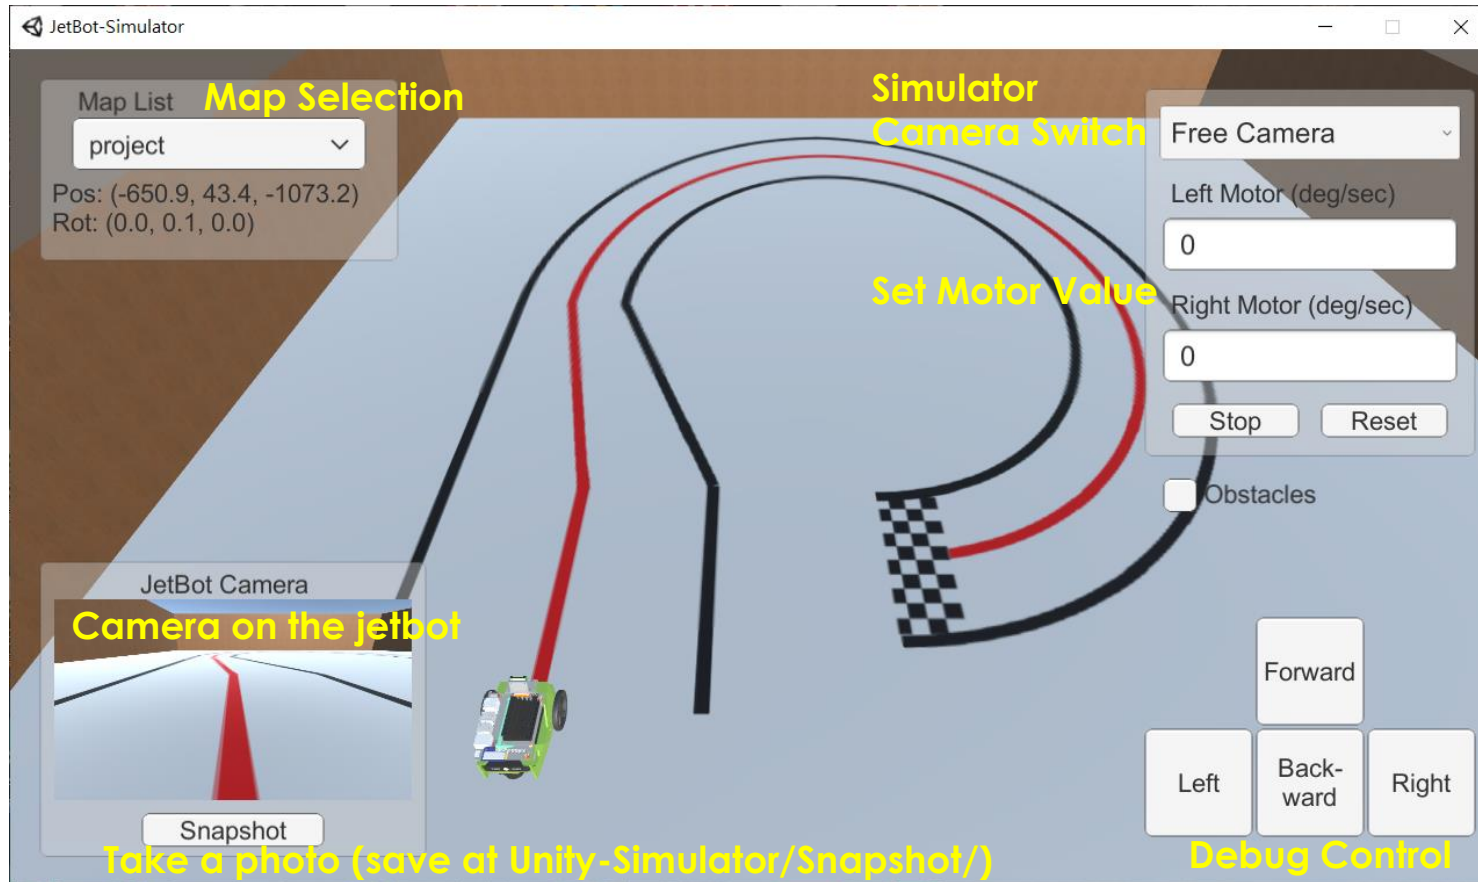 JetBot-Simulator
Map List
Map Selection
project
Pos: (-650.9, 43.4, -1073.2)
Rot: (0.0, 0.1, 0.0)
Simulator
Camera Switch
Free Camera
Left Motor (deg/sec)
0
Set Motor Value
Right Motor (deg/sec)
0
Stop
Reset
Obstacles
JetBot Camera
Camera on the jetbot
Snapshot
Take a photo (save at Unity-Simulator/Snapshot/)
Forward
Left
Back-
ward
Right
Debug Control